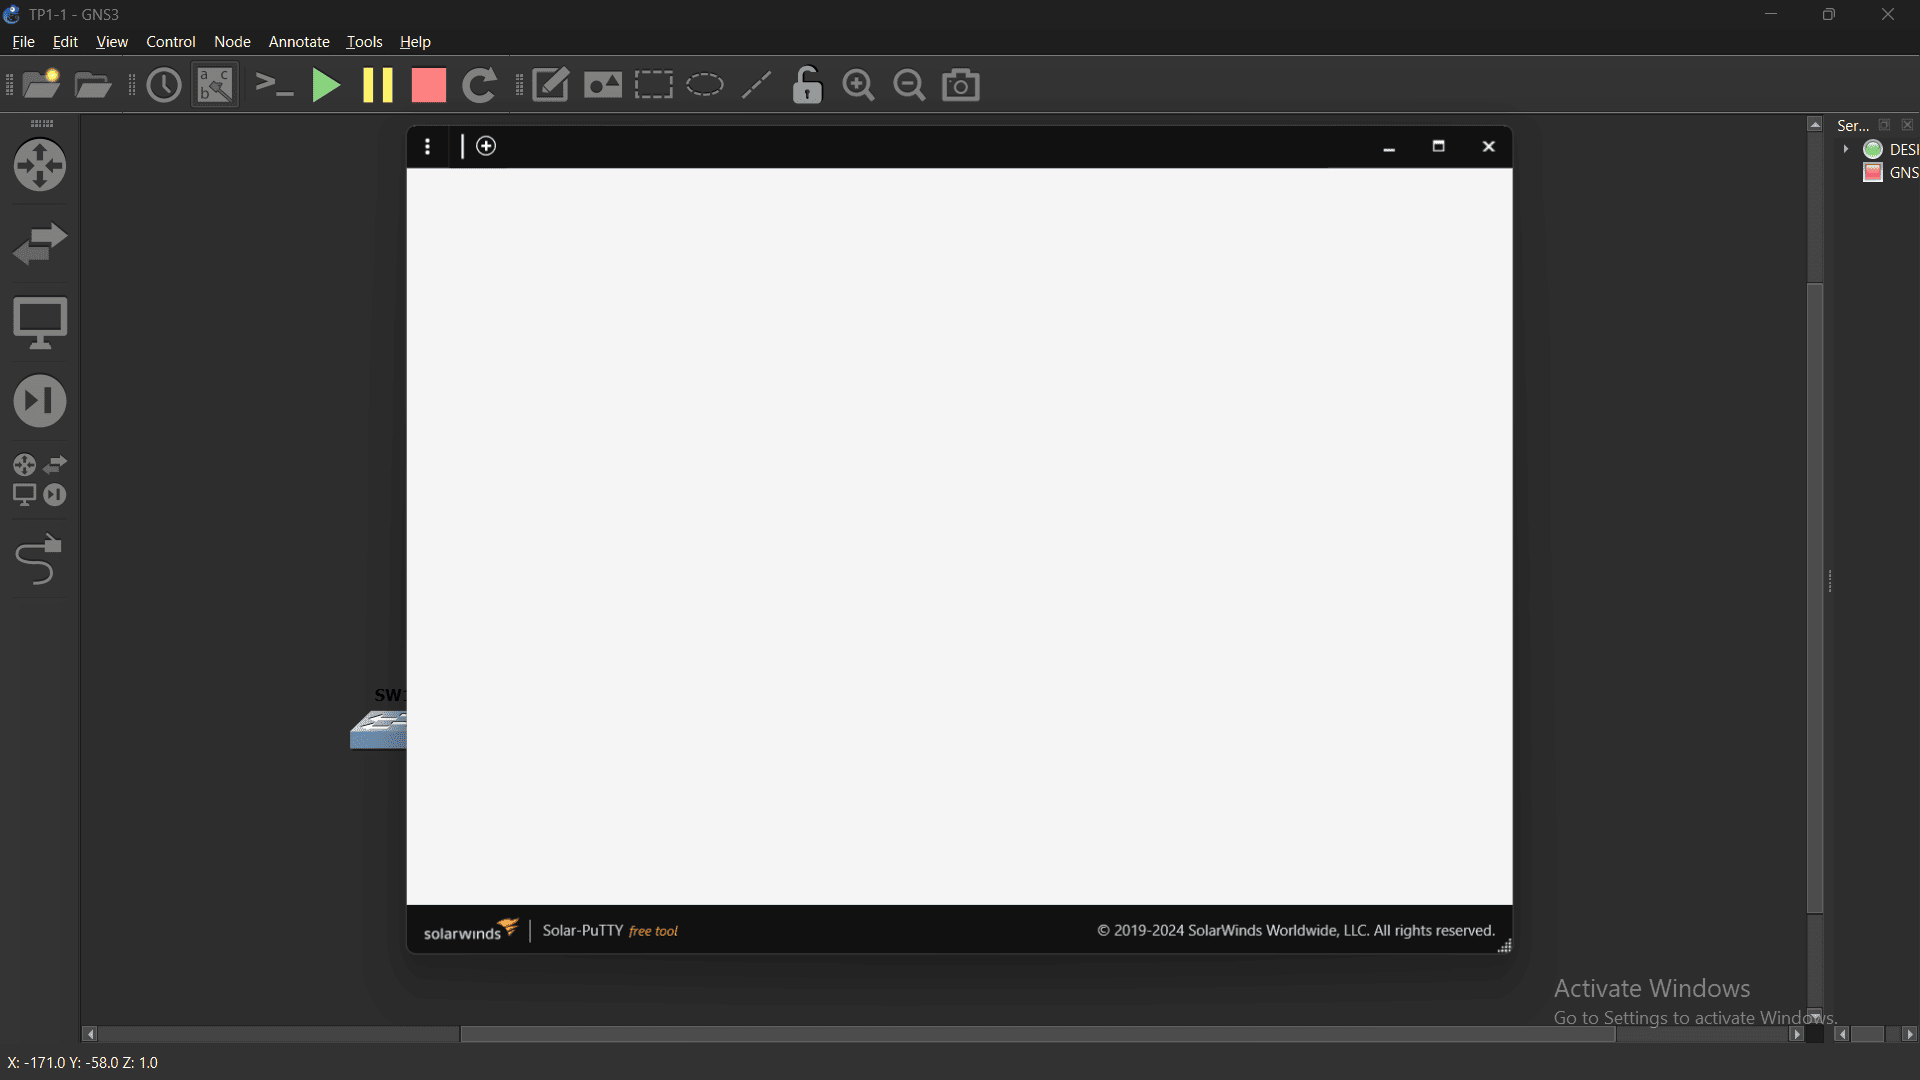 TP1-1 - GNS3
File Edit View Control Node Annotate Tools Help
a c
b
Ser...
DESI
GNS
SW
solarwinds Solar-PuTTY free tool © 2019-2024 SolarWinds Worldwide, LLC. All rights reserved.
Activate Windows
Go to Settings to activate Windows.
X: -171.0 Y: -58.0 Z: 1.0